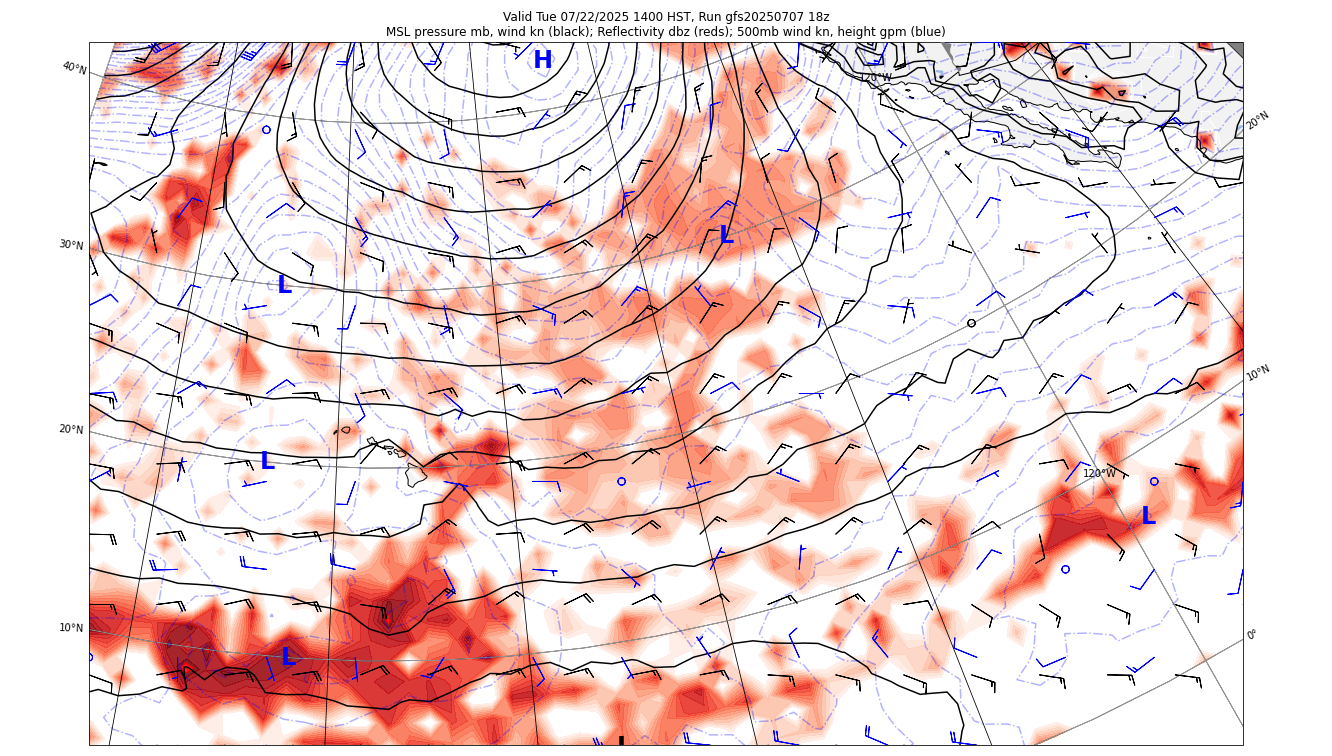 Valid Tue 07/22/2025 1400 HST, Run gfs20250707 18z
MSL pressure mb, wind kn (black); Reflectivity dbz (reds); 500mb wind kn, height gpm (blue)
H
40°N
120°W
20°N
L
30°N
L
10°N
20°N
L
120°W
L
10°N
0°
L
L